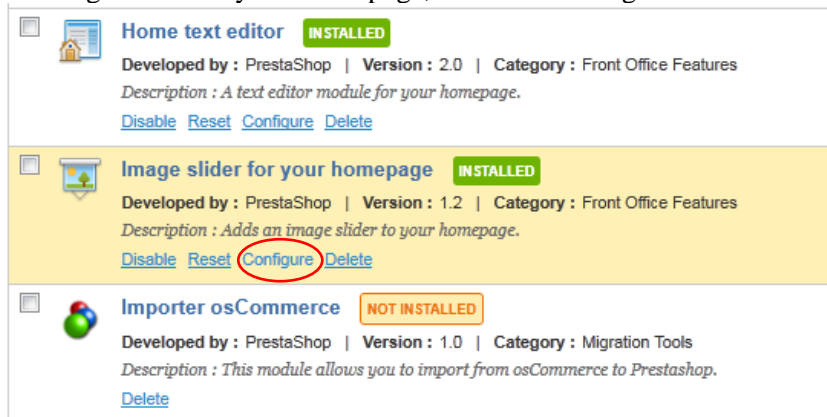 Home text editor INSTALLED
Developed by : PrestaShop | Version : 2.0 | Category : Front Office Features
Description : A text editor module for your homepage.
Disable Reset Configure Delete
Image slider for your homepage INSTALLED
Developed by : PrestaShop | Version : 1.2 | Category : Front Office Features
Description : Adds an image slider to your homepage.
Disable Reset Configure Delete
Importer osCommerce NOT INSTALLED
Developed by : PrestaShop | Version : 1.0 | Category : Migration Tools
Description : This module allows you to import from osCommerce to Prestashop.
Delete